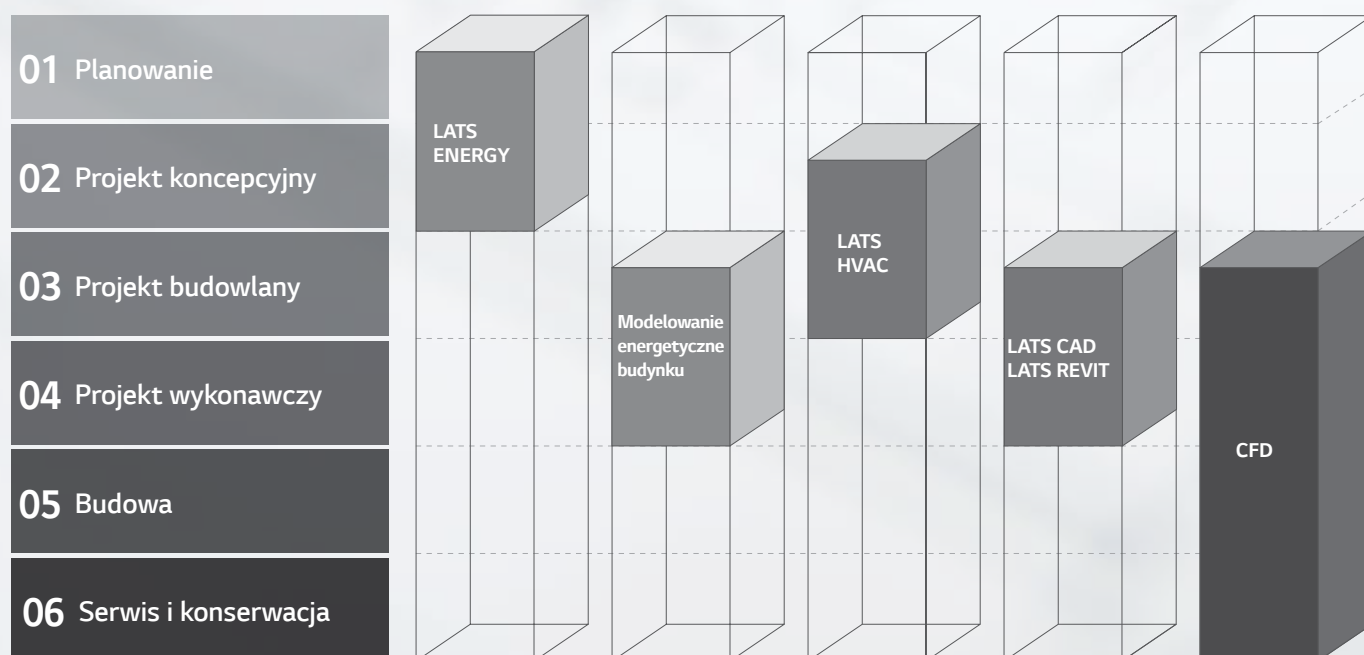 01 Planowanie
02 Projekt koncepcyjny
03 Projekt budowlany
04 Projekt wykonawczy
05 Budowa
06 Serwis i konserwacja
LATS
ENERGY
Modelowanie
energetyczne
budynku
LATS
HVAC
LATS CAD
LATS REVIT
CFD